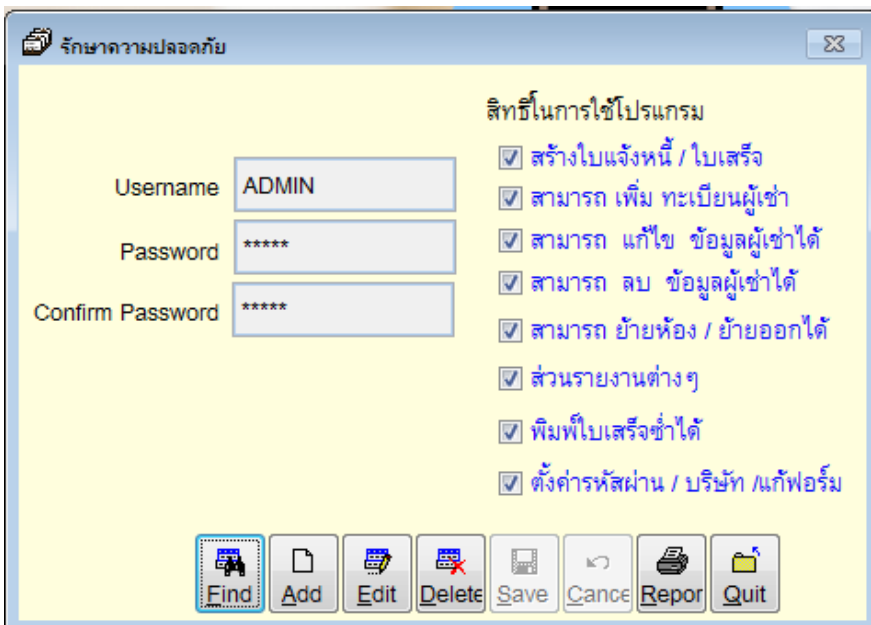 รักษาความปลอดภัย
Username ADMIN
Password *****
Confirm Password *****
สิทธิ์ในการใช้โปรแกรม
สร้างใบแจ้งหนี้ / ใบเสร็จ
สามารถ เพิ่ม ทะเบียนผู้เช่า
สามารถ แก้ไข ข้อมูลผู้เช่าได้
สามารถ ลบ ข้อมูลผู้เช่าได้
สามารถ ย้ายห้อง / ย้ายออกได้
ส่วนรายงานต่างๆ
พิมพ์ใบเสร็จซ้ำได้
ตั้งค่ารหัสผ่าน / บริษัท /แก้ฟอร์ม
Find Add Edit Delete Save Cance Repor Quit